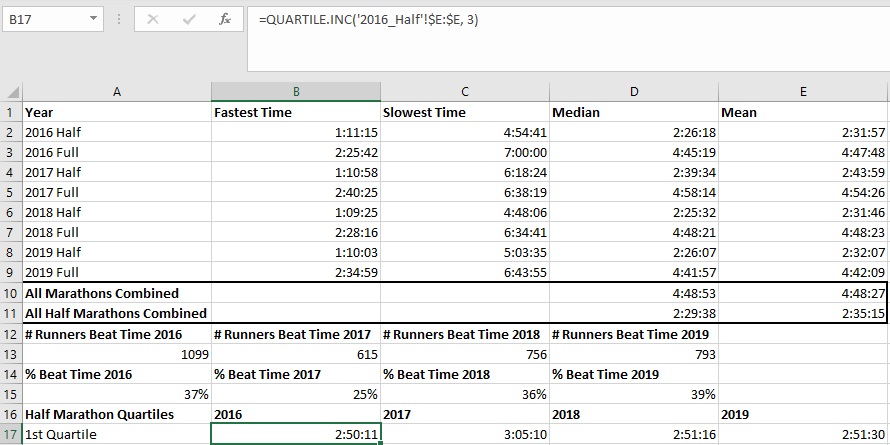 B17 fx =QUARTILE.INC('2016_Half'!$E:$E, 3)
A B C D E
1 Year Fastest Time Slowest Time Median Mean
2 2016 Half 1:11:15 4:54:41 2:26:18 2:31:57
3 2016 Full 2:25:42 7:00:00 4:45:19 4:47:48
4 2017 Half 1:10:58 6:18:24 2:39:34 2:43:59
5 2017 Full 2:40:25 6:38:19 4:58:14 4:54:26
6 2018 Half 1:09:25 4:48:06 2:25:32 2:31:46
7 2018 Full 2:28:16 6:34:41 4:48:21 4:48:23
8 2019 Half 1:10:03 5:03:35 2:26:07 2:32:07
9 2019 Full 2:34:59 6:43:55 4:41:57 4:42:09
10 All Marathons Combined 4:48:53 4:48:27
11 All Half Marathons Combined 2:29:38 2:35:15
12 # Runners Beat Time 2016 # Runners Beat Time 2017 # Runners Beat Time 2018 # Runners Beat Time 2019
13 1099 615 756 793
14 % Beat Time 2016 % Beat Time 2017 % Beat Time 2018 % Beat Time 2019
15 37% 25% 36% 39%
16 Half Marathon Quartiles 2016 2017 2018 2019
17 1st Quartile 2:50:11 3:05:10 2:51:16 2:51:30